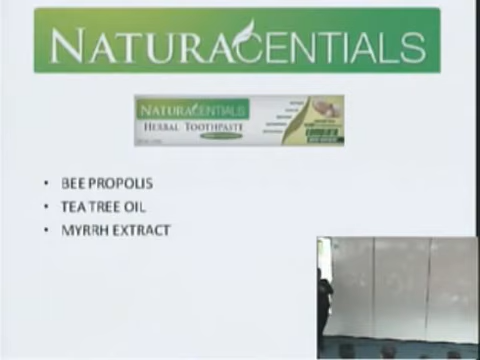 NATURACENTIALS
NATURACENTIALS
HERBAL TOOTHPASTE
• BEE PROPOLIS
• TEA TREE OIL
• MYRRH EXTRACT